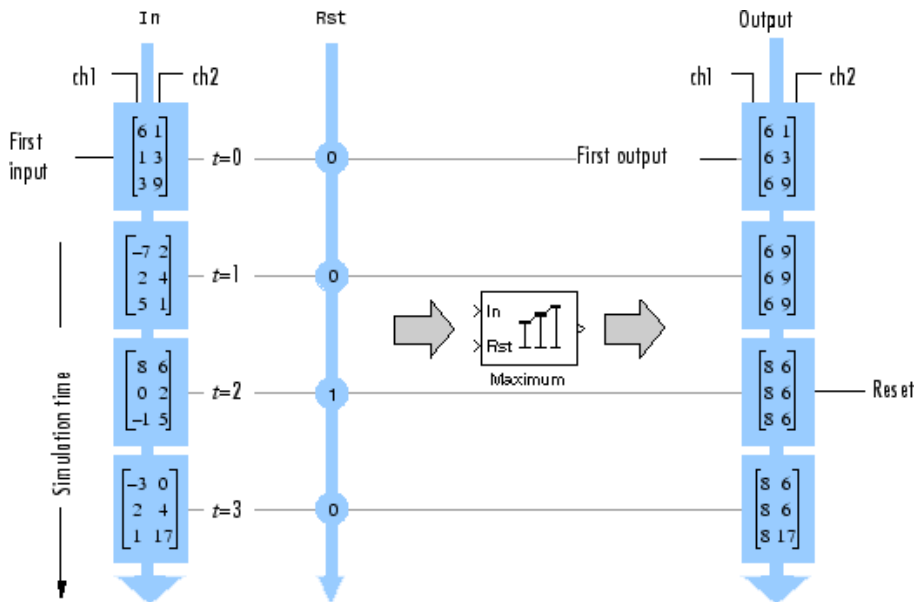 In Rst Output
ch1 ch2 ch1 ch2
First input
6 1
1 3
3 9
t=0
0
First output
6 1
6 3
6 9
-7 2
2 4
5 1
t=1
0
6 9
6 9
6 9
In
Rst
Maximum
Simulation time
8 6
0 2
-1 5
t=2
1
8 6
8 6
8 6
Reset
-3 0
2 4
1 17
t=3
0
8 6
8 6
8 17